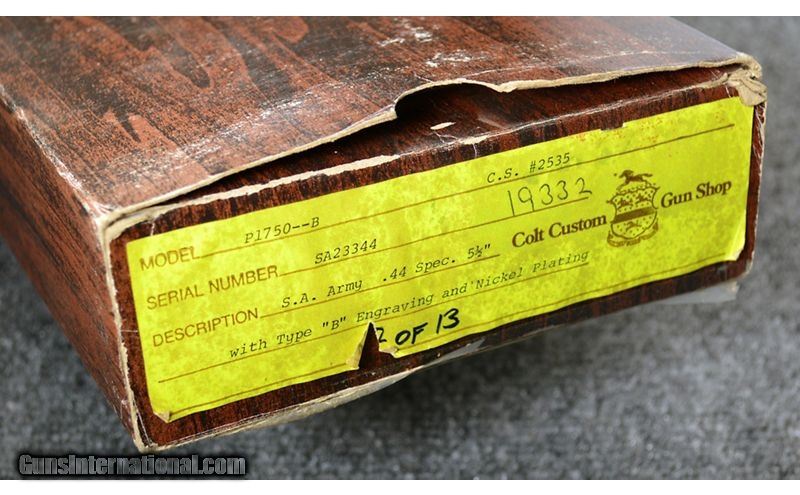 C.S. #2535
MODEL P1750--B
19332
SERIAL NUMBER SA23344
Colt Custom Gun Shop
DESCRIPTION S.A. Army .44 Spec. 5½"
with Type "B" Engraving and Nickel Plating
2 OF 13
GunsInternational.com